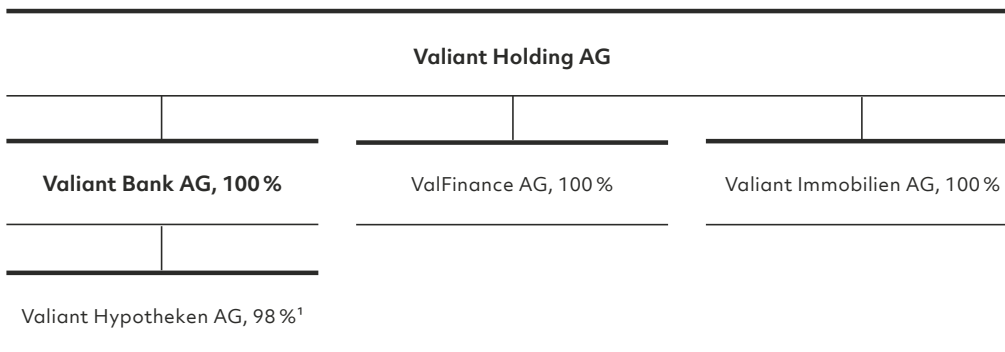 Valiant Holding AG
Valiant Bank AG, 100 %
ValFinance AG, 100 %
Valiant Immobilien AG, 100 %
Valiant Hypotheken AG, 98 %¹